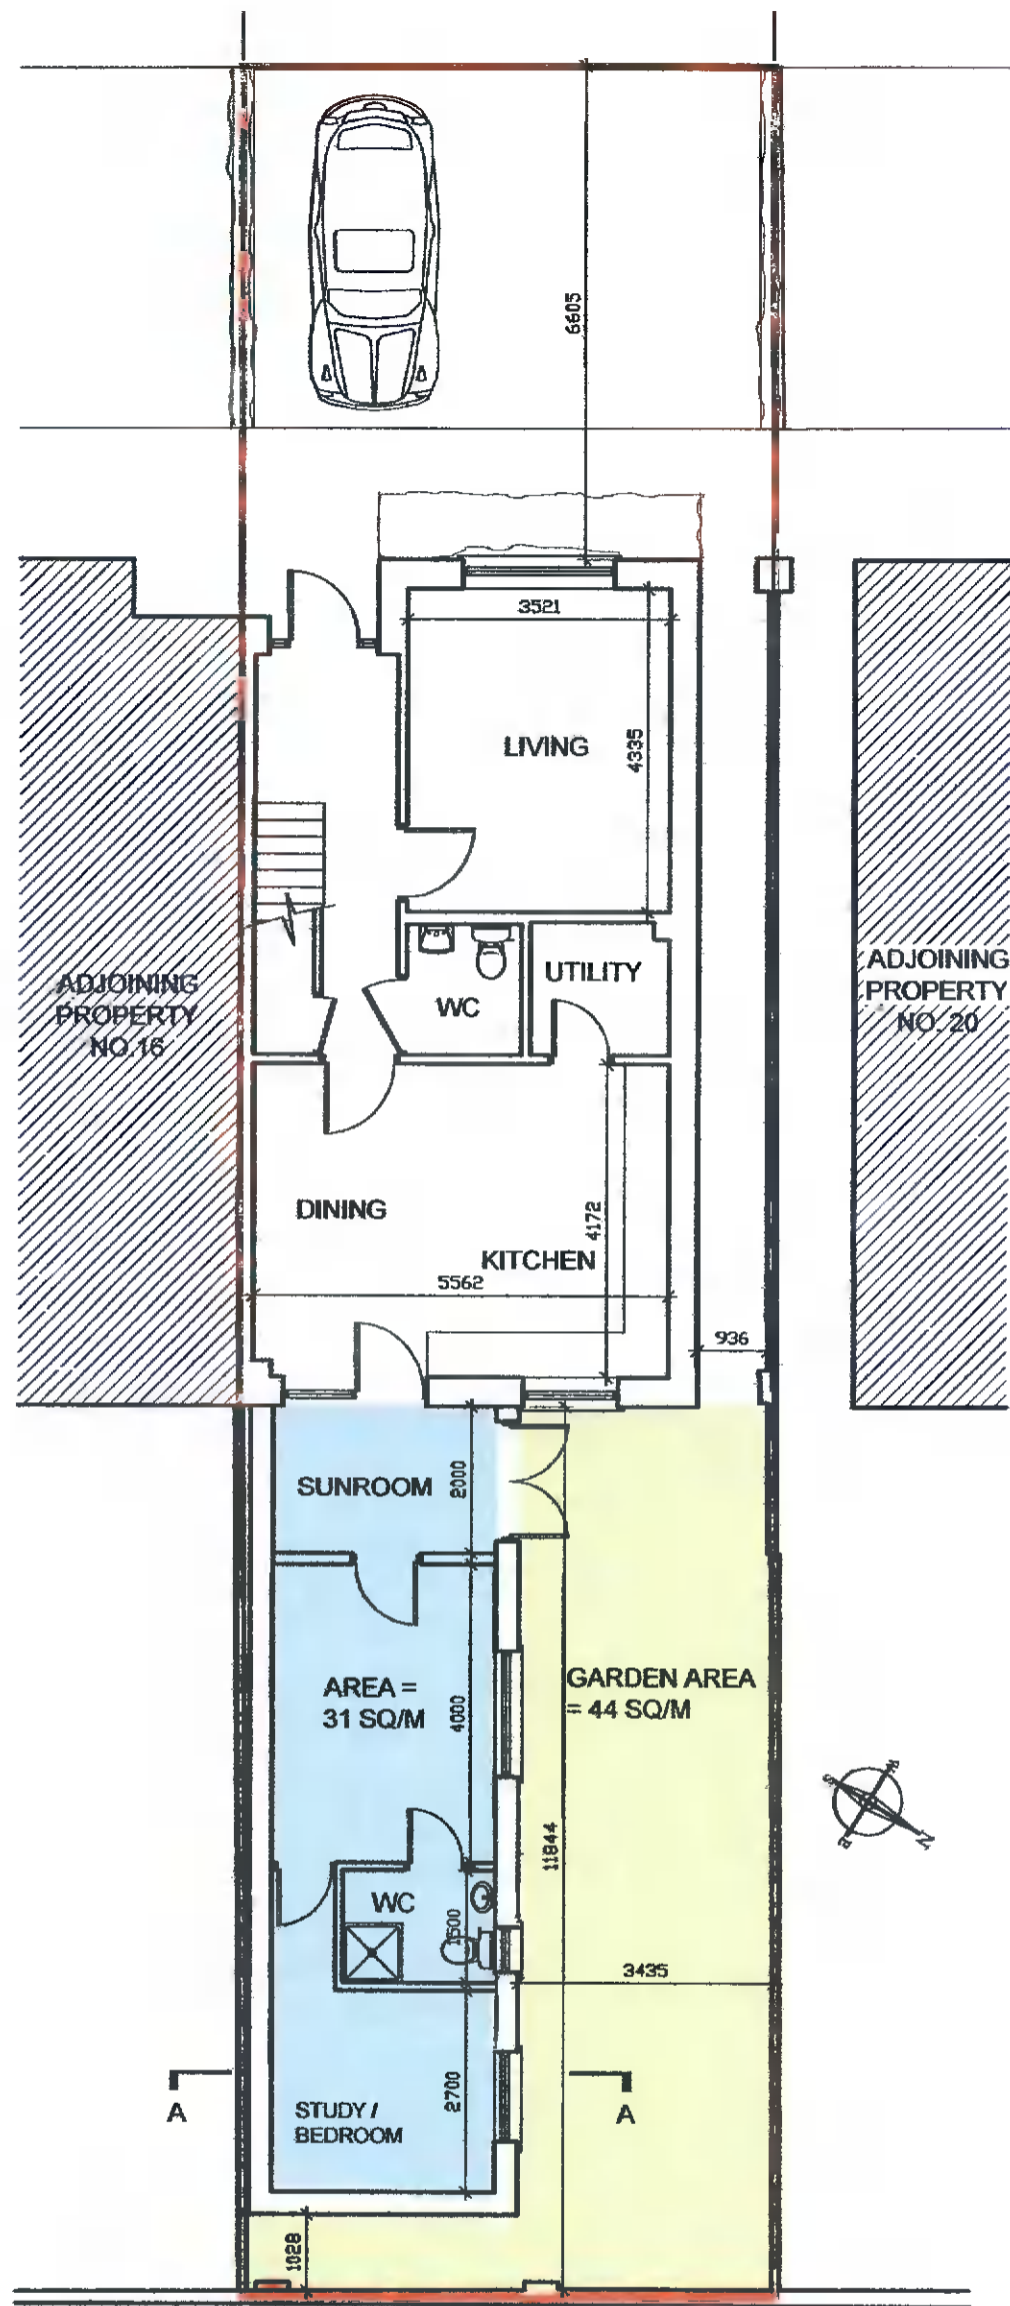 6605
3521
LIVING
4335
ADJOINING
PROPERTY
NO.16
WC
UTILITY
ADJOINING
PROPERTY
NO. 20
DINING
KITCHEN
4172
5562
936
SUNROOM
2000
AREA =
31 SQ/M
4000
GARDEN AREA
= 44 SQ/M
11844
WC
1500
3435
2700
A
A
STUDY /
BEDROOM
1028
N